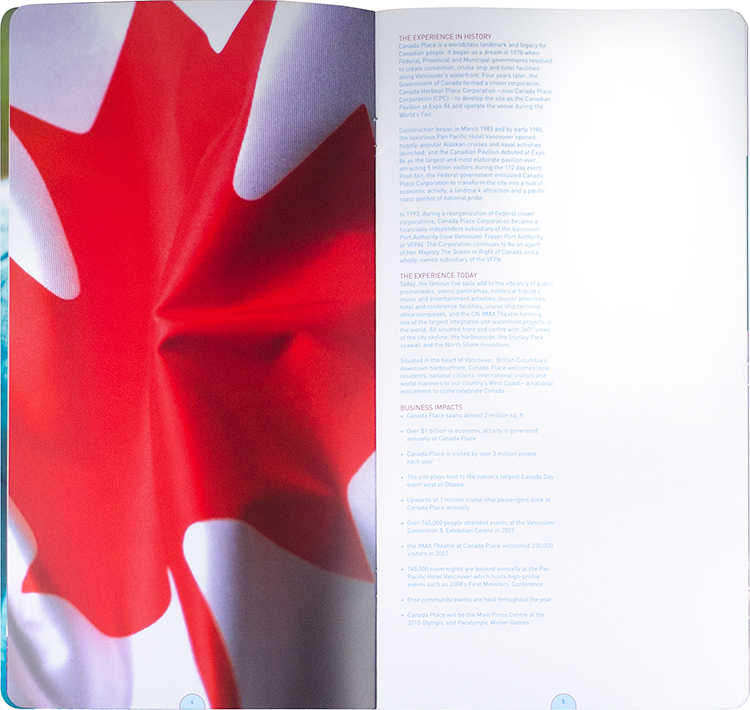 THE EXPERIENCE IN HISTORY
Canada Place is a worldclass landmark and legacy for
Canadian people. It began as a dream in 1978 when
Federal, Provincial and Municipal governments resolved
to create convention, cruise ship and hotel facilities
along Vancouver's waterfront. Four years later, the
Government of Canada formed a crown corporation,
Canada Harbour Place Corporation – now Canada Place
Corporation (CPC) – to develop the site as the Canadian
Pavilion at Expo 86 and operate the venue during the
World's Fair.
Construction began in March 1983 and by early 1986,
the luxurious Pan Pacific Hotel Vancouver opened,
hugely-popular Alaskan cruises and naval activities
launched, and the Canadian Pavilion debuted at Expo
86 as the largest and most elaborate pavilion ever,
attracting 5 million visitors during the 172 day event.
Post-fair, the Federal government entrusted Canada
Place Corporation to transform the site into a hub of
economic activity, a landmark attraction and a pacific
coast symbol of national pride.
In 1993, during a reorganization of Federal crown
corporations, Canada Place Corporation became a
financially independent subsidiary of the Vancouver
Port Authority (now Vancouver Fraser Port Authority
or VFPA). The Corporation continues to be an agent
of Her Majesty The Queen in Right of Canada and a
wholly-owned subsidiary of the VFPA.
THE EXPERIENCE TODAY
Today, the famous five sails add to the vibrancy of public
promenades, scenic panoramas, historical tributes,
music and entertainment activities, tourist amenities,
hotel and conference facilities, cruise ship terminal,
office complexes, and the CN IMAX Theatre forming
one of the largest integrated-use waterfront projects in
the world. All situated front and centre with 360° views
of the city skyline, the harbourside, the Stanley Park
seawall and the North Shore mountains.
Situated in the heart of Vancouver, British Columbia's
downtown harbourfront, Canada Place welcomes local
residents, national citizens, international visitors and
world mariners to our country's West Coast – a national
enticement to come celebrate Canada.
BUSINESS IMPACTS
• Canada Place spans almost 2 million sq. ft.
• Over $1 billion in economic activity is generated
annually at Canada Place
• Canada Place is visited by over 3 million people
each year
• The site plays host to the nation's largest Canada Day
event west of Ottawa
• Upwards of 1 million cruise ship passengers dock at
Canada Place annually
• Over 745,000 people attended events at the Vancouver
Convention & Exhibition Centre in 2007
• the IMAX Theatre at Canada Place welcomed 230,000
visitors in 2007
• 145,000 room nights are booked annually at the Pan
Pacific Hotel Vancouver which hosts high-profile
events such as 2008's First Ministers' Conference
• Free community events are held throughout the year
• Canada Place will be the Main Press Centre at the
2010 Olympic and Paralympic Winter Games
4
5